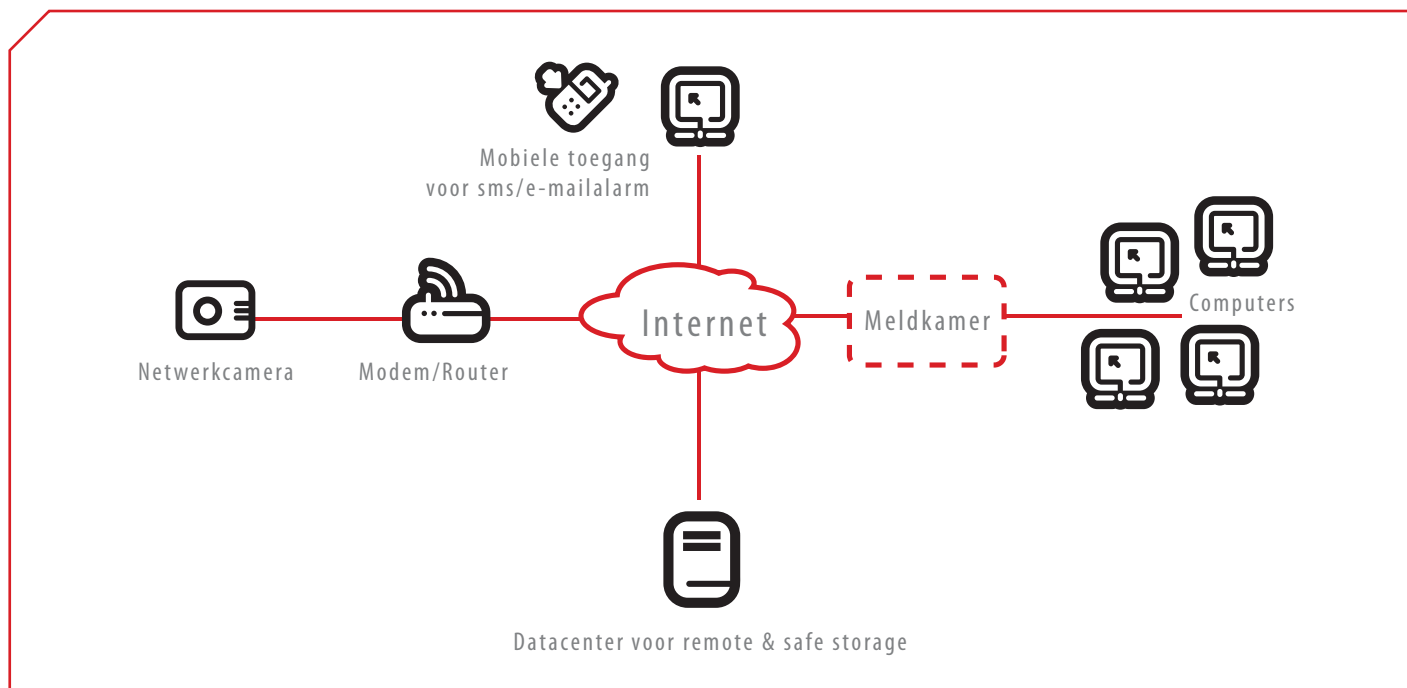 Mobiele toegang
voor sms/e-mailalarm
Computers
Internet
Meldkamer
Netwerkcamera
Modem/Router
Datacenter voor remote & safe storage